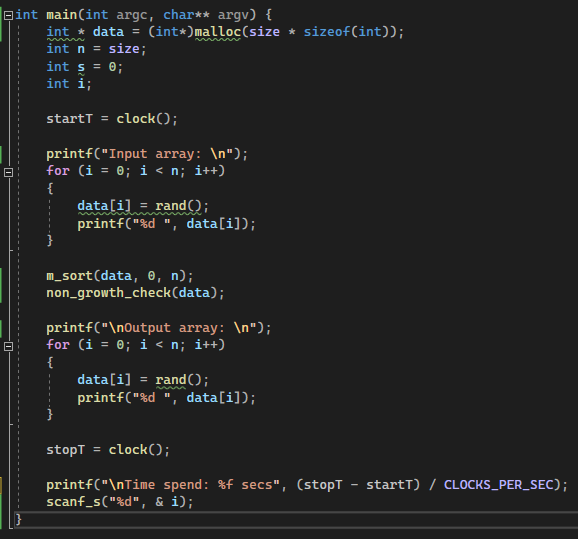 int main(int argc, char** argv) {
    int * data = (int*)malloc(size * sizeof(int));
    int n = size;
    int s = 0;
    int i;
    startT = clock();
    printf("Input array: \n");
    for (i = 0; i < n; i++)
    {
        data[i] = rand();
        printf("%d ", data[i]);
    }
    m_sort(data, 0, n);
    non_growth_check(data);
    printf("\nOutput array: \n");
    for (i = 0; i < n; i++)
    {
        data[i] = rand();
        printf("%d ", data[i]);
    }
    stopT = clock();
    printf("\nTime spend: %f secs", (stopT - startT) / CLOCKS_PER_SEC);
    scanf_s("%d", & i);
}